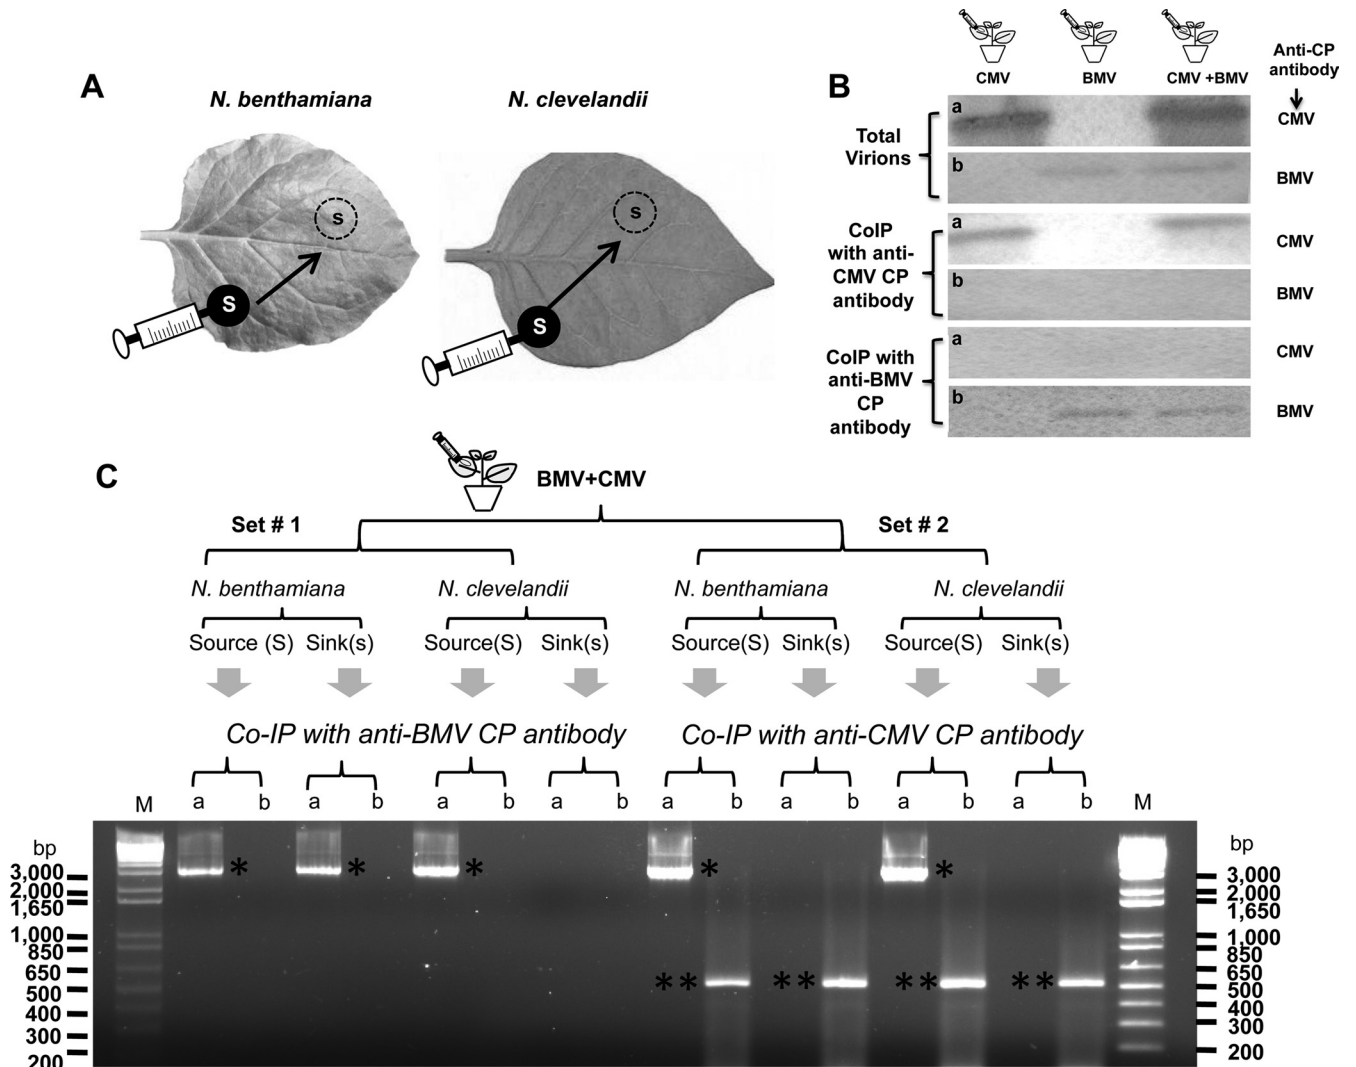 A
N. benthamiana
N. clevelandii
s
S
s
S
B
CMV
BMV
CMV +BMV
Anti-CP
antibody
Total
Virions
a
CMV
b
BMV
CoIP
with anti-
CMV CP
antibody
a
CMV
b
BMV
CoIP with
anti-BMV
CP
antibody
a
CMV
b
BMV
C
BMV+CMV
Set # 1
Set # 2
N. benthamiana
N. clevelandii
N. benthamiana
N. clevelandii
Source (S)
Sink(s)
Source(S)
Sink(s)
Source(S)
Sink(s)
Source(S)
Sink(s)
Co-IP with anti-BMV CP antibody
Co-IP with anti-CMV CP antibody
M
a
b
a
b
a
b
a
b
a
b
a
b
a
b
a
b
M
bp
3,000
2,000
1,650
1,000
850
650
500
400
300
200
*
*
*
*
*
**
**
**
**
bp
3,000
2,000
1,650
1,000
850
650
500
400
300
200